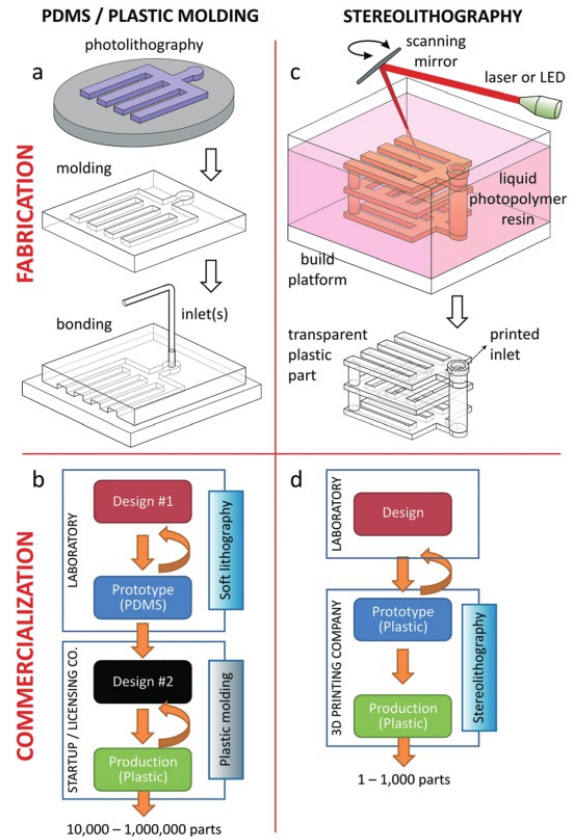 PDMS / PLASTIC MOLDING
STEREOLITHOGRAPHY
FABRICATION
a
photolithography
molding
bonding
inlet(s)
c
scanning
mirror
laser or LED
liquid
photopolymer
resin
build
platform
transparent
plastic
part
printed
inlet
COMMERCIALIZATION
b
LABORATORY
Design #1
Prototype
(PDMS)
Soft lithography
STARTUP / LICENSING CO.
Design #2
Production
(Plastic)
Plastic molding
10,000 – 1,000,000 parts
d
LABORATORY
Design
3D PRINTING COMPANY
Prototype
(Plastic)
Production
(Plastic)
Stereolithography
1 – 1,000 parts